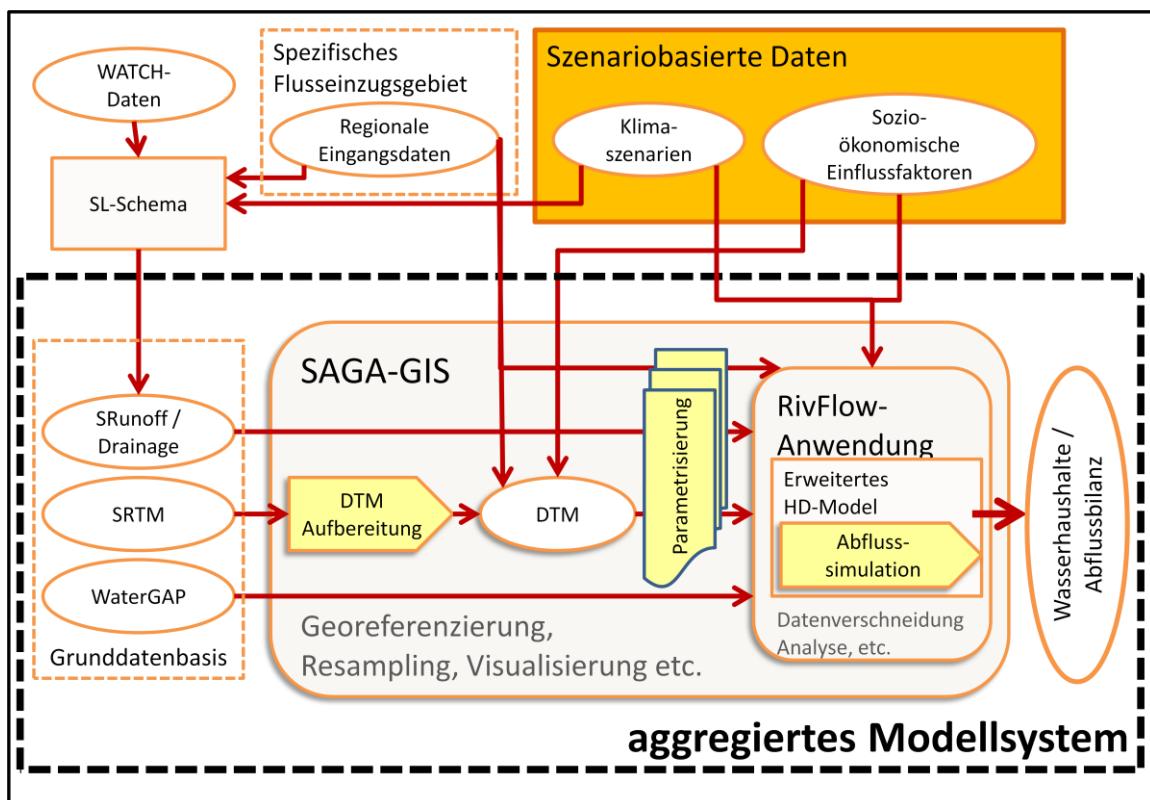 WATCH-
Daten
Spezifisches
Flusseinzugsgebiet
Regionale
Eingangsdaten
Szenariobasierte Daten
Klima-
szenarien
Sozio-
ökonomische
Einflussfaktoren
SL-Schema
SAGA-GIS
SRunoff /
Drainage
SRTM
WaterGAP
Grunddatenbasis
DTM
Aufbereitung
DTM
Parametrisierung
RivFlow-
Anwendung
Erweitertes
HD-Model
Abfluss-
simulation
Datenverschneidung
Analyse, etc.
Georeferenzierung,
Resampling, Visualisierung etc.
Wasserhaushalte /
Abflussbilanz
aggregiertes Modellsystem